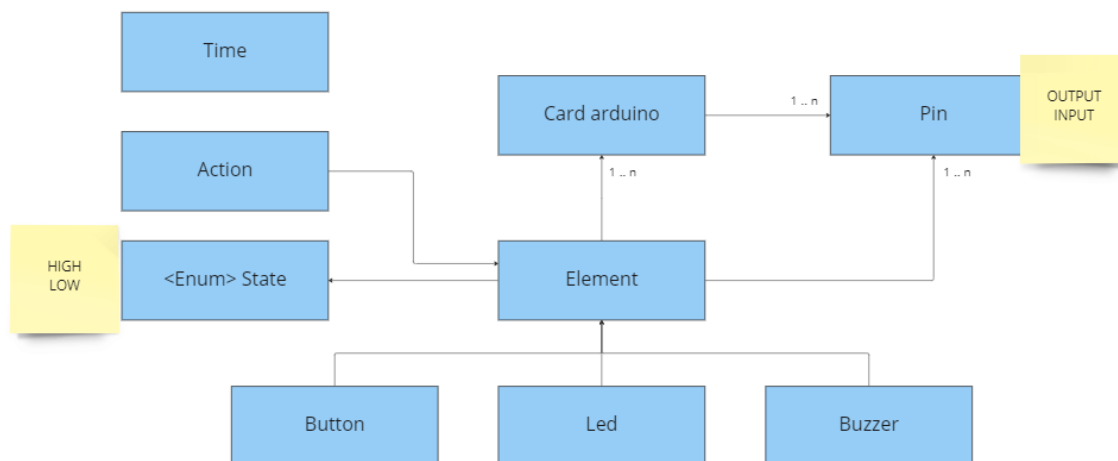 Time
Card arduino
1 .. n
Pin
OUTPUT
INPUT
Action
1 .. n
1 .. n
HIGH
LOW
<Enum> State
Element
Button
Led
Buzzer